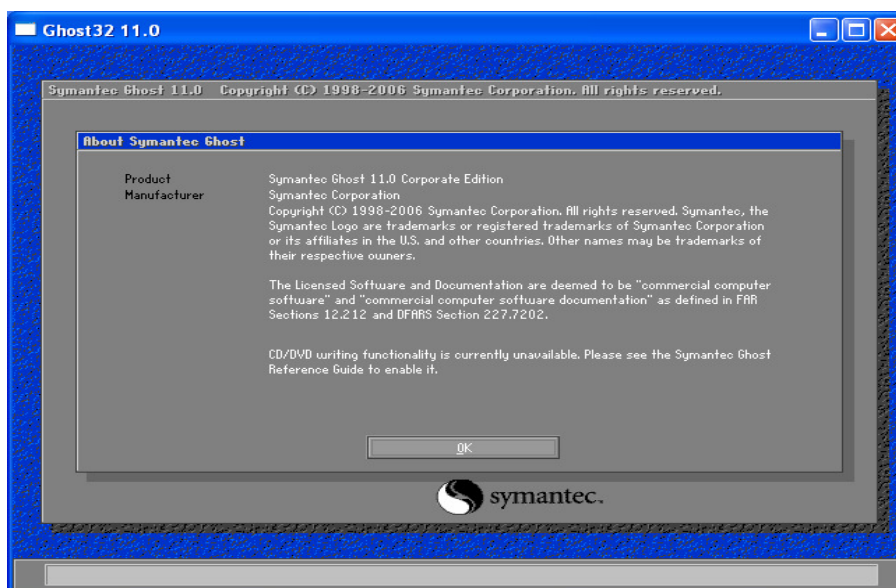 Ghost32 11.0
Symantec Ghost 11.0 Copyright (C) 1998-2006 Symantec Corporation. All rights reserved.
About Symantec Ghost
Product Symantec Ghost 11.0 Corporate Edition
Manufacturer Symantec Corporation
Copyright (C) 1998-2006 Symantec Corporation. All rights reserved. Symantec, the
Symantec Logo are trademarks or registered trademarks of Symantec Corporation
or its affiliates in the U.S. and other countries. Other names may be trademarks of
their respective owners.
The Licensed Software and Documentation are deemed to be "commercial computer
software" and "commercial computer software documentation" as defined in FAR
Sections 12.212 and DFARS Section 227.7202.
CD/DVD writing functionality is currently unavailable. Please see the Symantec Ghost
Reference Guide to enable it.
OK
symantec.